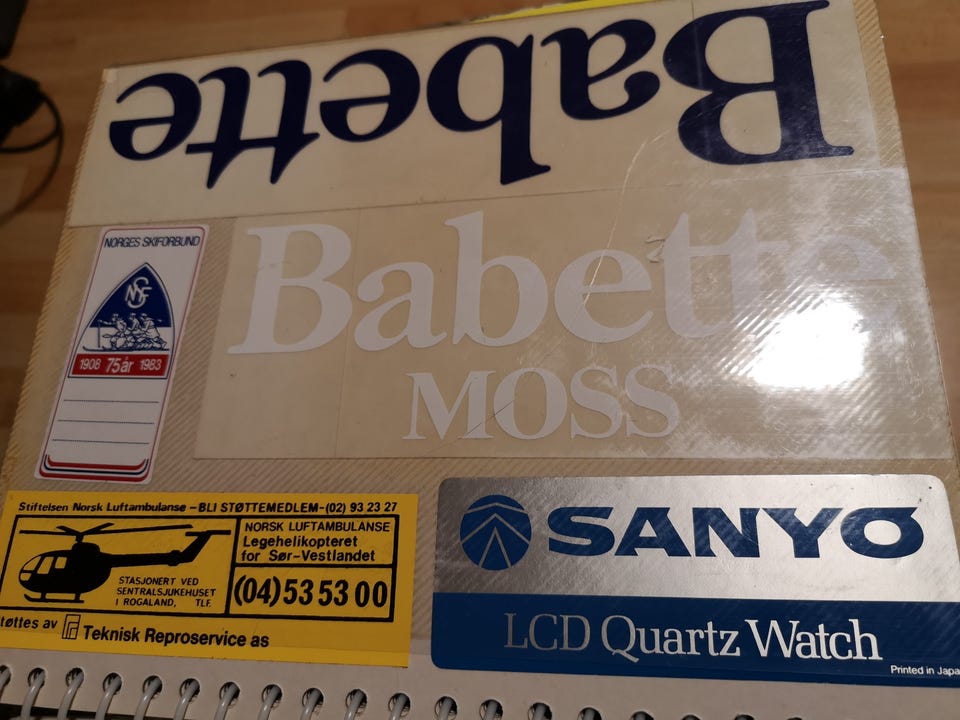 Babette
NORGES SKIFORBUND
NSF
1908 75 år 1983
Babette
MOSS
Stiftelsen Norsk Luftambulanse – BLI STØTTEMEDLEM – (02) 93 23 27
NORSK LUFTAMBULANSE
Legehelikopteret
for Sør-Vestlandet
STASJONERT VED
SENTRALSJUKEHUSET
I ROGALAND, TLF.
(04) 53 53 00
tøttes av Teknisk Reproservice as
SANYO
LCD Quartz Watch
Printed in Japa